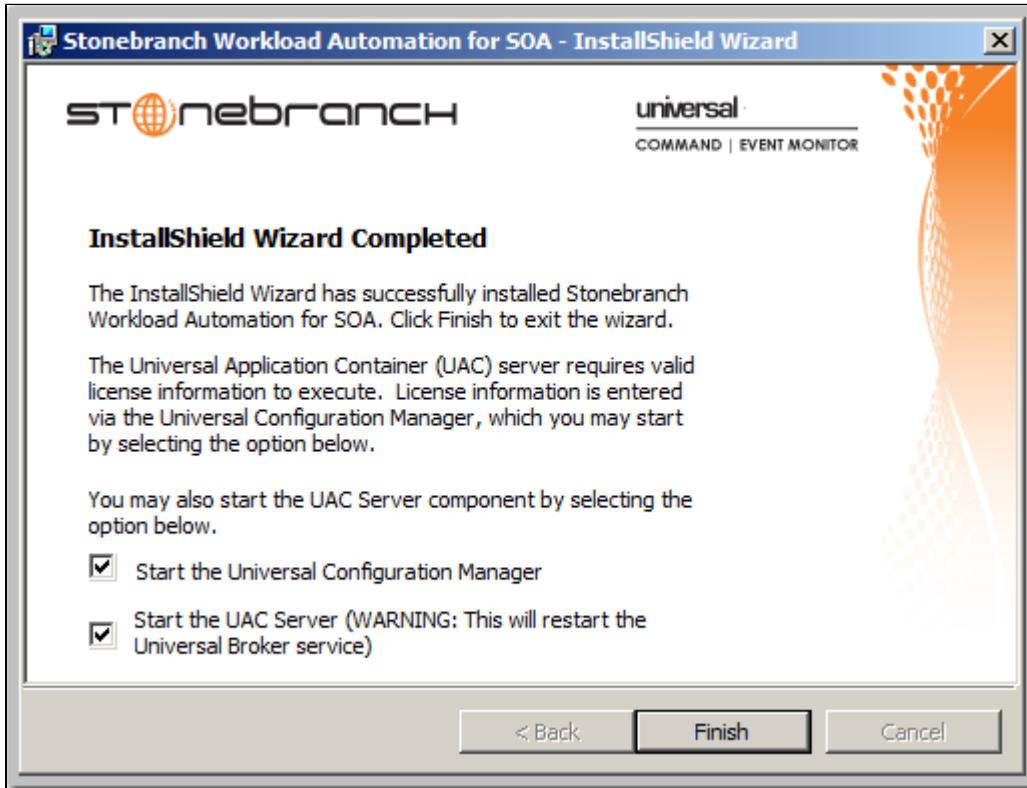 Stonebranch Workload Automation for SOA - InstallShield Wizard
STONEBRANCH
universal
COMMAND | EVENT MONITOR
InstallShield Wizard Completed
The InstallShield Wizard has successfully installed Stonebranch
Workload Automation for SOA. Click Finish to exit the wizard.
The Universal Application Container (UAC) server requires valid
license information to execute.  License information is entered
via the Universal Configuration Manager, which you may start
by selecting the option below.
You may also start the UAC Server component by selecting the
option below.
Start the Universal Configuration Manager
Start the UAC Server (WARNING: This will restart the
Universal Broker service)
< Back
Finish
Cancel